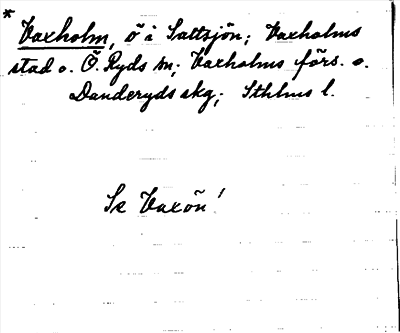 * Vaxholm, ö i Saltsjön; Vaxholms
stad o. Ö. Ryds sn; Vaxholms förs. o.
Danderyds skg; Sthlms l.
Se Vaxön!